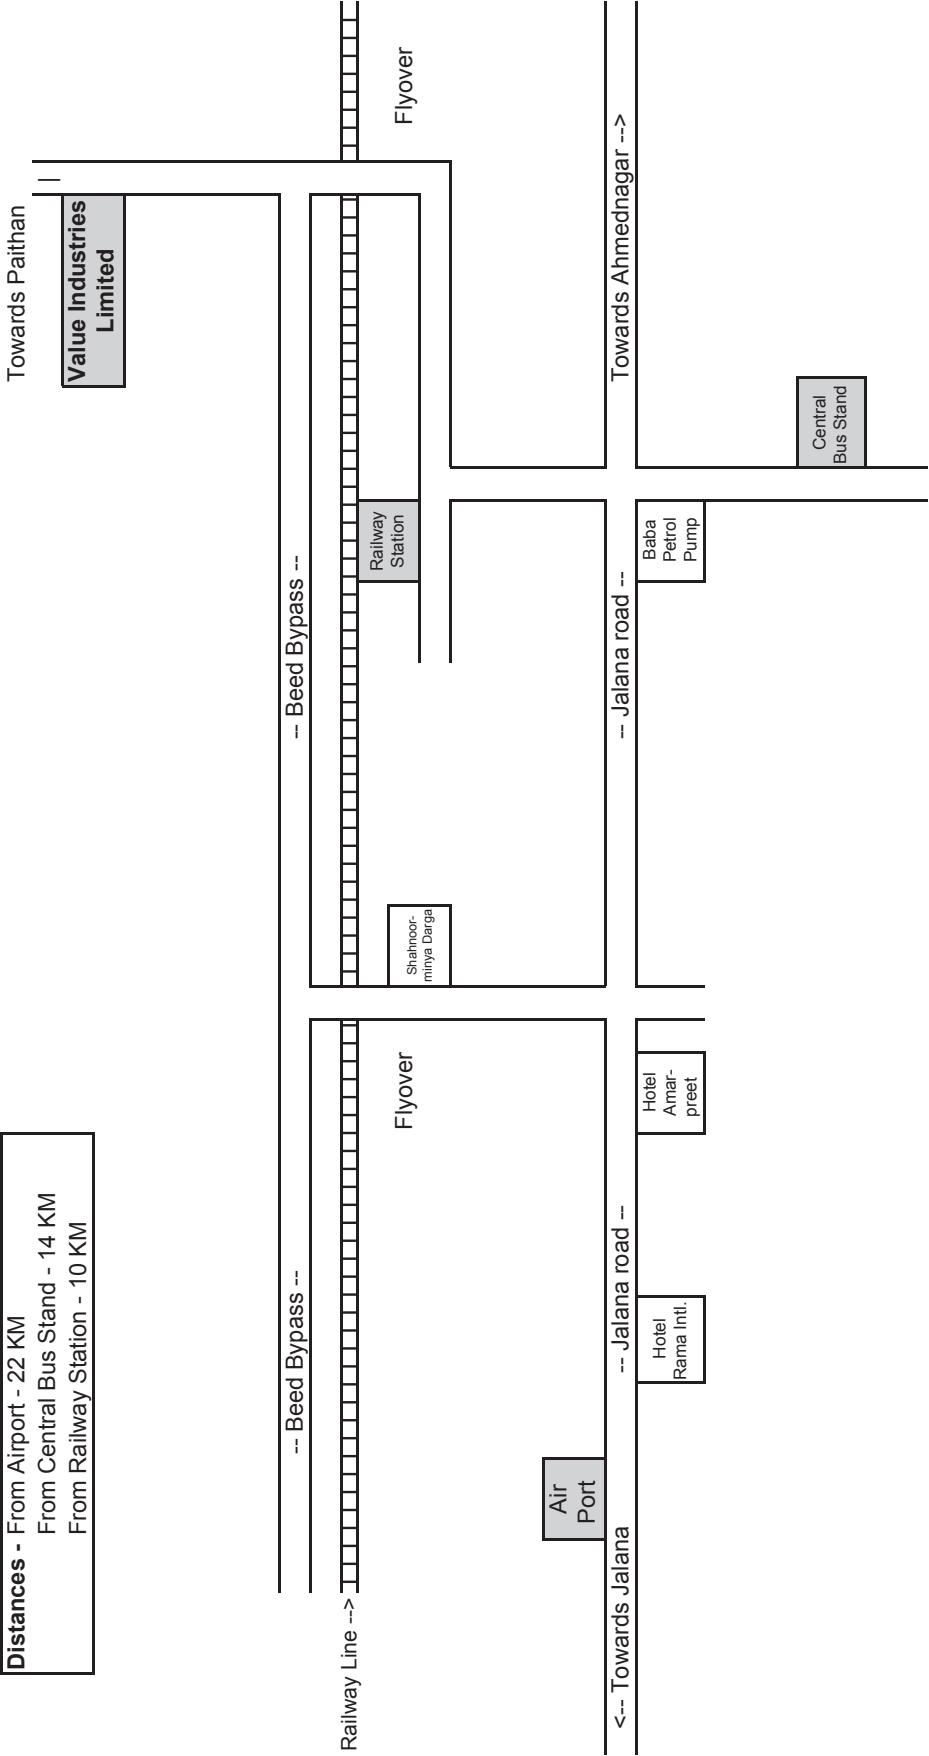 Distances - From Airport - 22 KM
From Central Bus Stand - 14 KM
From Railway Station - 10 KM
Towards Paithan
|
Value Industries
Limited
-- Beed Bypass --
-- Beed Bypass --
Railway Line -->
Flyover
Flyover
Railway
Station
Shahnoor-
minya Darga
Air
Port
<-- Towards Jalana
-- Jalana road --
-- Jalana road --
Towards Ahmednagar -->
Hotel
Rama Intl.
Hotel
Amar-
preet
Baba
Petrol
Pump
Central
Bus Stand